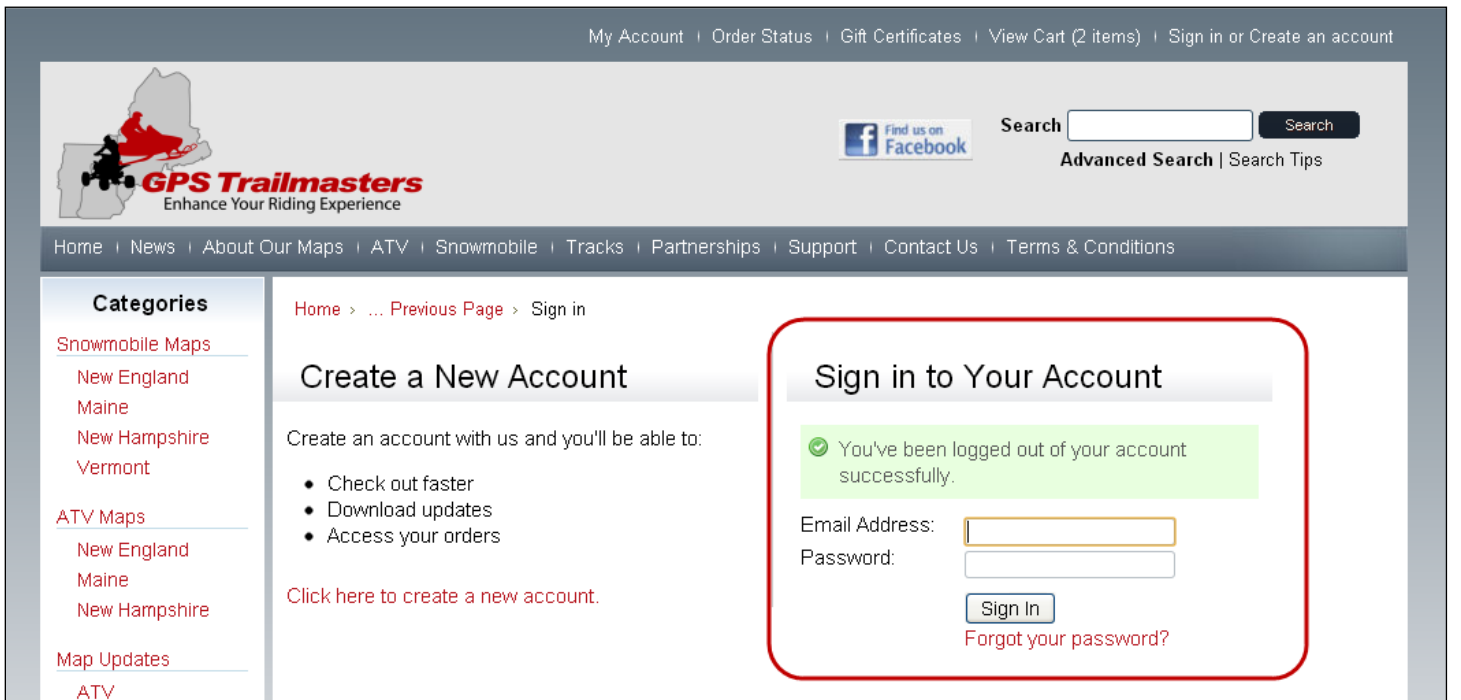 My Account | Order Status | Gift Certificates | View Cart (2 items) | Sign in or Create an account
GPS Trailmasters
Enhance Your Riding Experience
Find us on
Facebook
Search
Search
Advanced Search | Search Tips
Home | News | About Our Maps | ATV | Snowmobile | Tracks | Partnerships | Support | Contact Us | Terms & Conditions
Categories
Snowmobile Maps
New England
Maine
New Hampshire
Vermont
ATV Maps
New England
Maine
New Hampshire
Map Updates
ATV
Home › ... Previous Page › Sign in
Create a New Account
Create an account with us and you'll be able to:
• Check out faster
• Download updates
• Access your orders
Click here to create a new account.
Sign in to Your Account
You've been logged out of your account
successfully.
Email Address:
Password:
Sign In
Forgot your password?